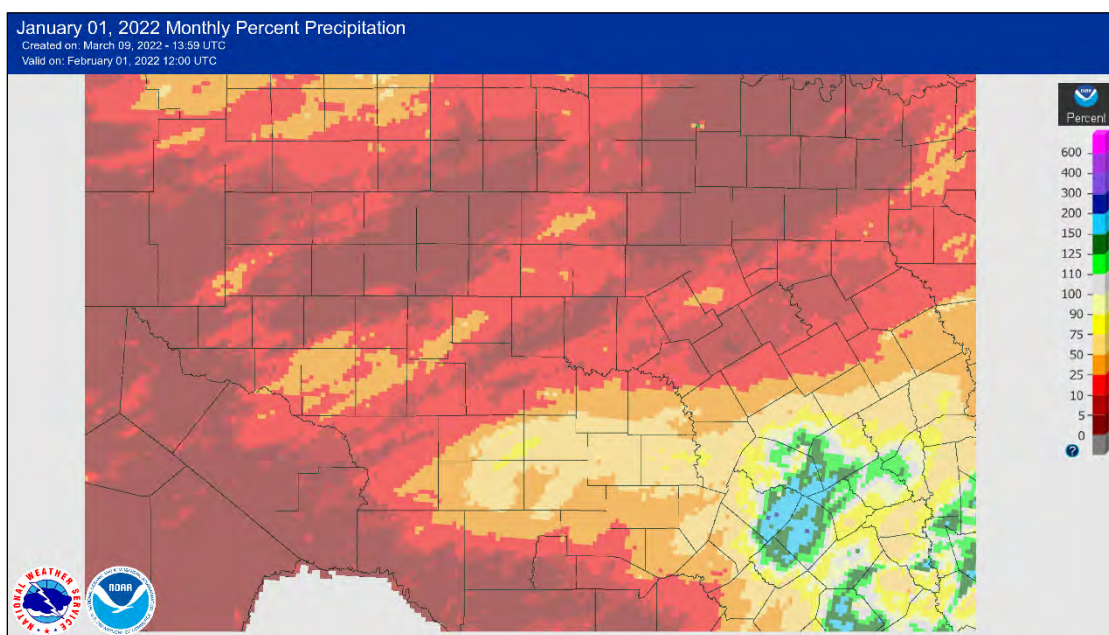 January 01, 2022 Monthly Percent Precipitation
Created on: March 09, 2022 - 13:59 UTC
Valid on: February 01, 2022 12:00 UTC
NOAA
Percent
600
400
300
200
150
125
110
100
90
75
50
25
10
5
0
?
NATIONAL WEATHER SERVICE
NOAA